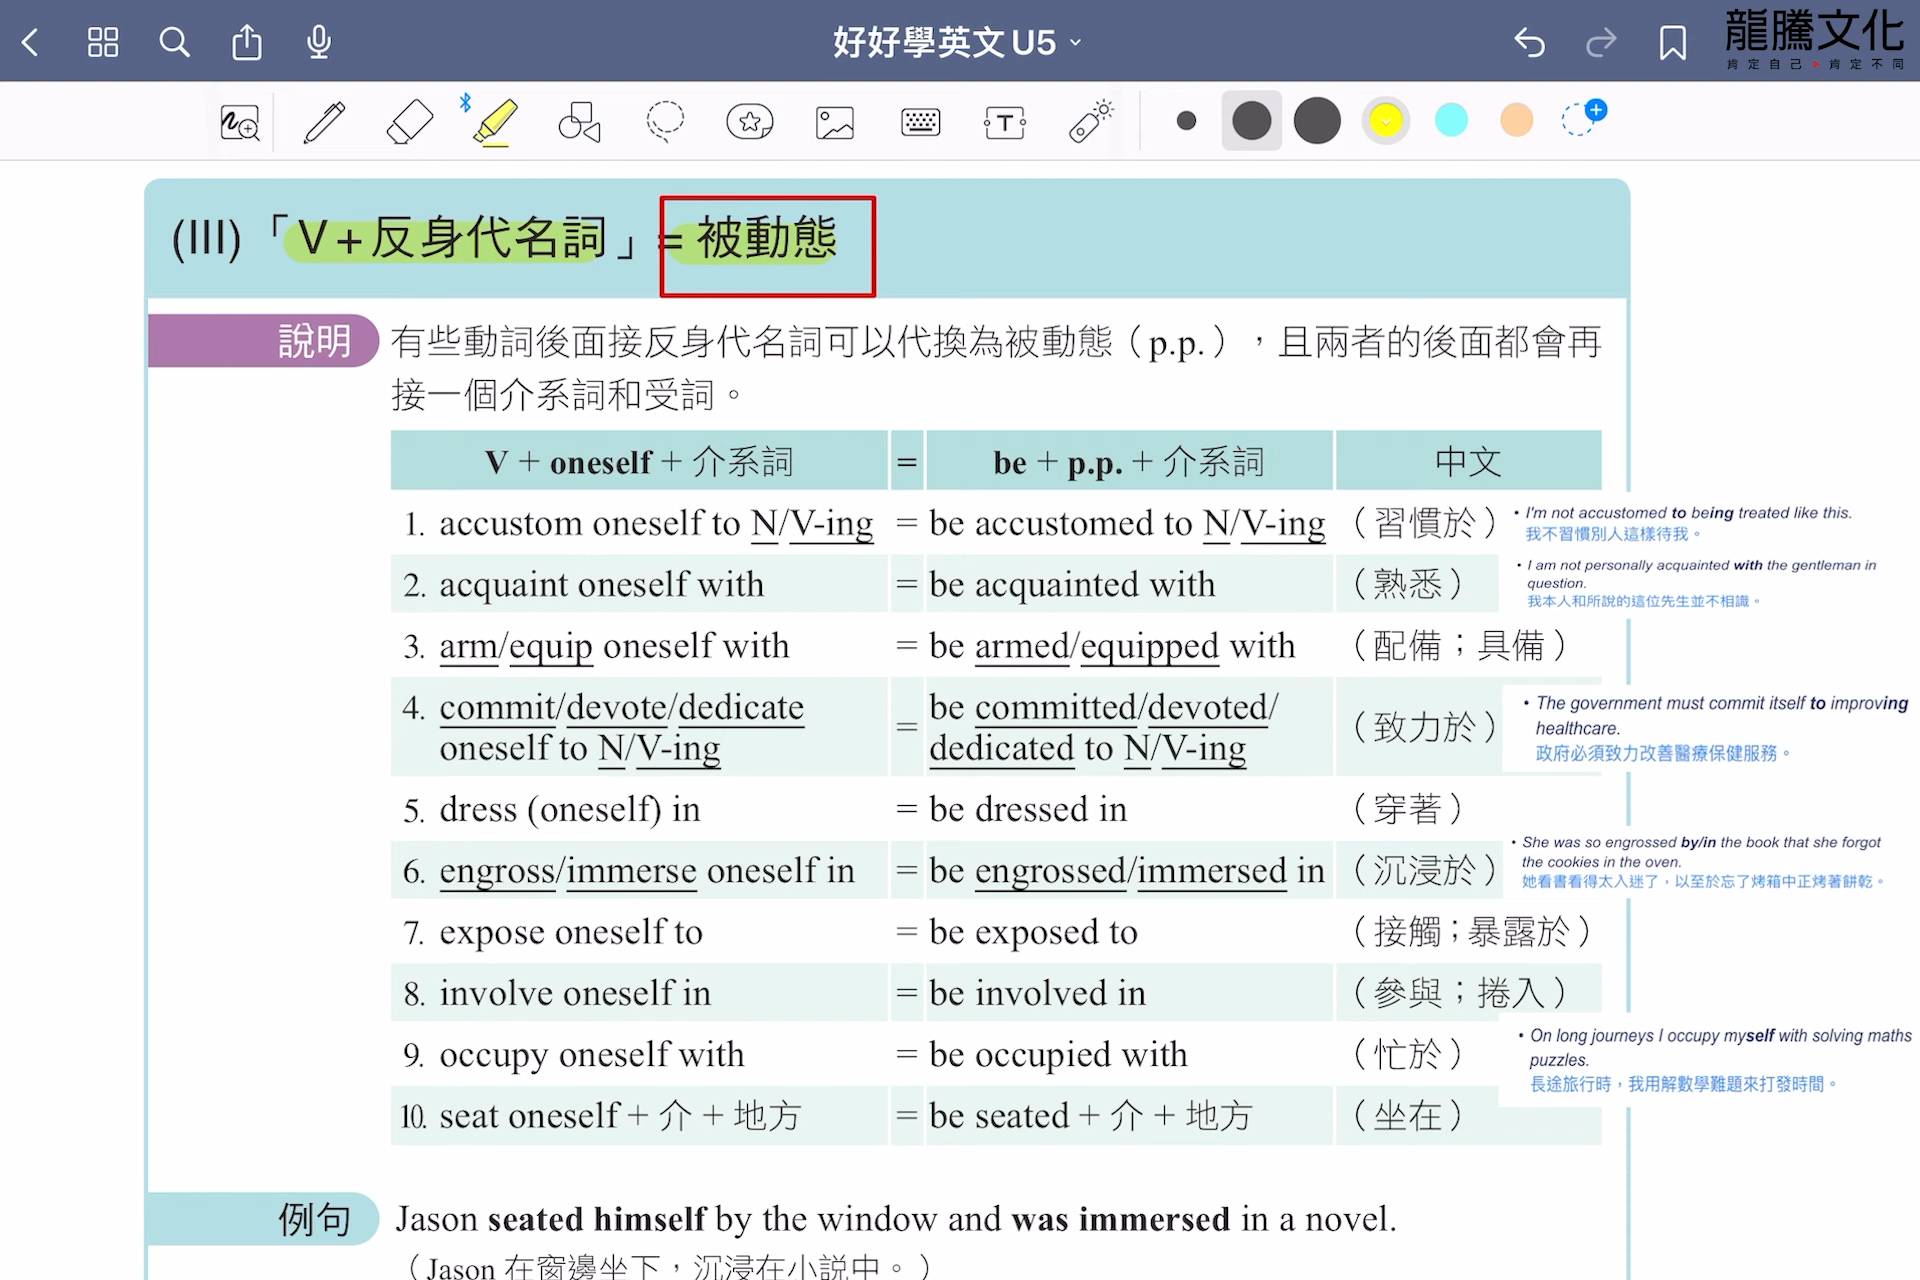 好好學英文 U5
龍騰文化
肯定自己 肯定不同
(III)「V+反身代名詞」= 被動態
說明
有些動詞後面接反身代名詞可以代換為被動態（p.p.），且兩者的後面都會再
接一個介系詞和受詞。
V + oneself + 介系詞 = be + p.p. + 介系詞 中文
1. accustom oneself to N/V-ing = be accustomed to N/V-ing （習慣於）
• I'm not accustomed to being treated like this.
我不習慣別人這樣待我。
2. acquaint oneself with = be acquainted with （熟悉）
• I am not personally acquainted with the gentleman in
question.
我本人和所說的這位先生並不相識。
3. arm/equip oneself with = be armed/equipped with （配備；具備）
4. commit/devote/dedicate
oneself to N/V-ing
=
be committed/devoted/
dedicated to N/V-ing
（致力於）
• The government must commit itself to improving
healthcare.
政府必須致力改善醫療保健服務。
5. dress (oneself) in = be dressed in （穿著）
6. engross/immerse oneself in = be engrossed/immersed in （沉浸於）
• She was so engrossed by/in the book that she forgot
the cookies in the oven.
她看書看得太入迷了，以至於忘了烤箱中正烤著餅乾。
7. expose oneself to = be exposed to （接觸；暴露於）
8. involve oneself in = be involved in （參與；捲入）
9. occupy oneself with = be occupied with （忙於）
• On long journeys I occupy myself with solving maths
puzzles.
長途旅行時，我用解數學難題來打發時間。
10. seat oneself + 介 + 地方 = be seated + 介 + 地方 （坐在）
例句
Jason seated himself by the window and was immersed in a novel.
（Jason 在窗邊坐下，沉浸在小說中。）